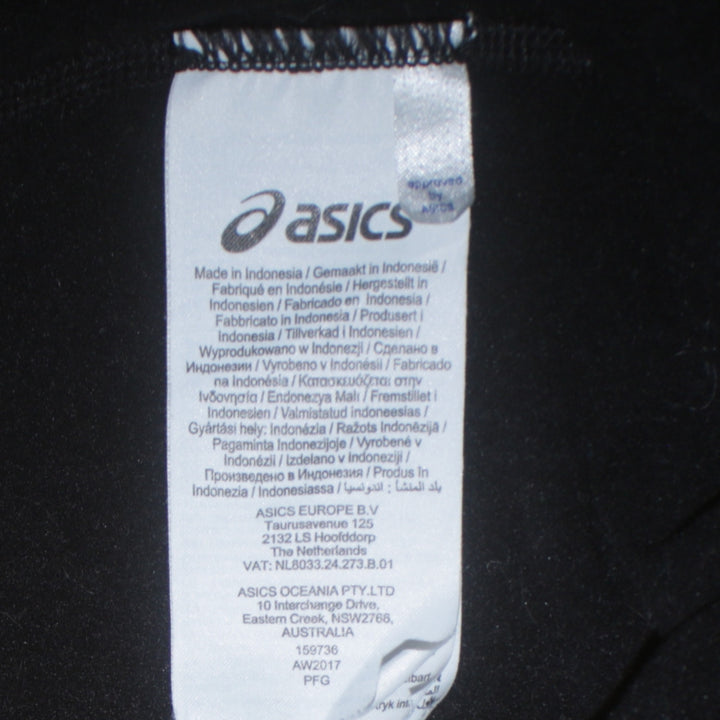 approved
by
asics
Made in Indonesia / Gemaakt in Indonesië /
Fabriqué en Indonésie / Hergestellt in
Indonesien / Fabricado en Indonesia /
Fabbricato in Indonesia / Produsert i
Indonesia / Tillverkad i Indonesien /
Wyprodukowano w Indonezji / Сделано в
Индонезии / Vyrobeno v Indonésii / Fabricado
na Indonésia / Κατασκευάζεται στην
Ινδονησία / Endonezya Malı / Fremstillet i
Indonesien / Valmistatud indoneesias /
Gyártási hely: Indonézia / Ražots Indonēzijā /
Pagaminta Indonezijoje / Vyrobené v
Indonézii / Izdelano v Indoneziji /
Произведено в Индонезия / Produs în
Indonezia / Indonesiassa / بلد المنشأ : اندونيسيا
ASICS EUROPE B.V
Taurusavenue 125
2132 LS Hoofddorp
The Netherlands
VAT: NL8033.24.273.B.01
ASICS OCEANIA PTY.LTD
10 Interchange Drive,
Eastern Creek, NSW2766,
AUSTRALIA
159736
AW2017
PFG